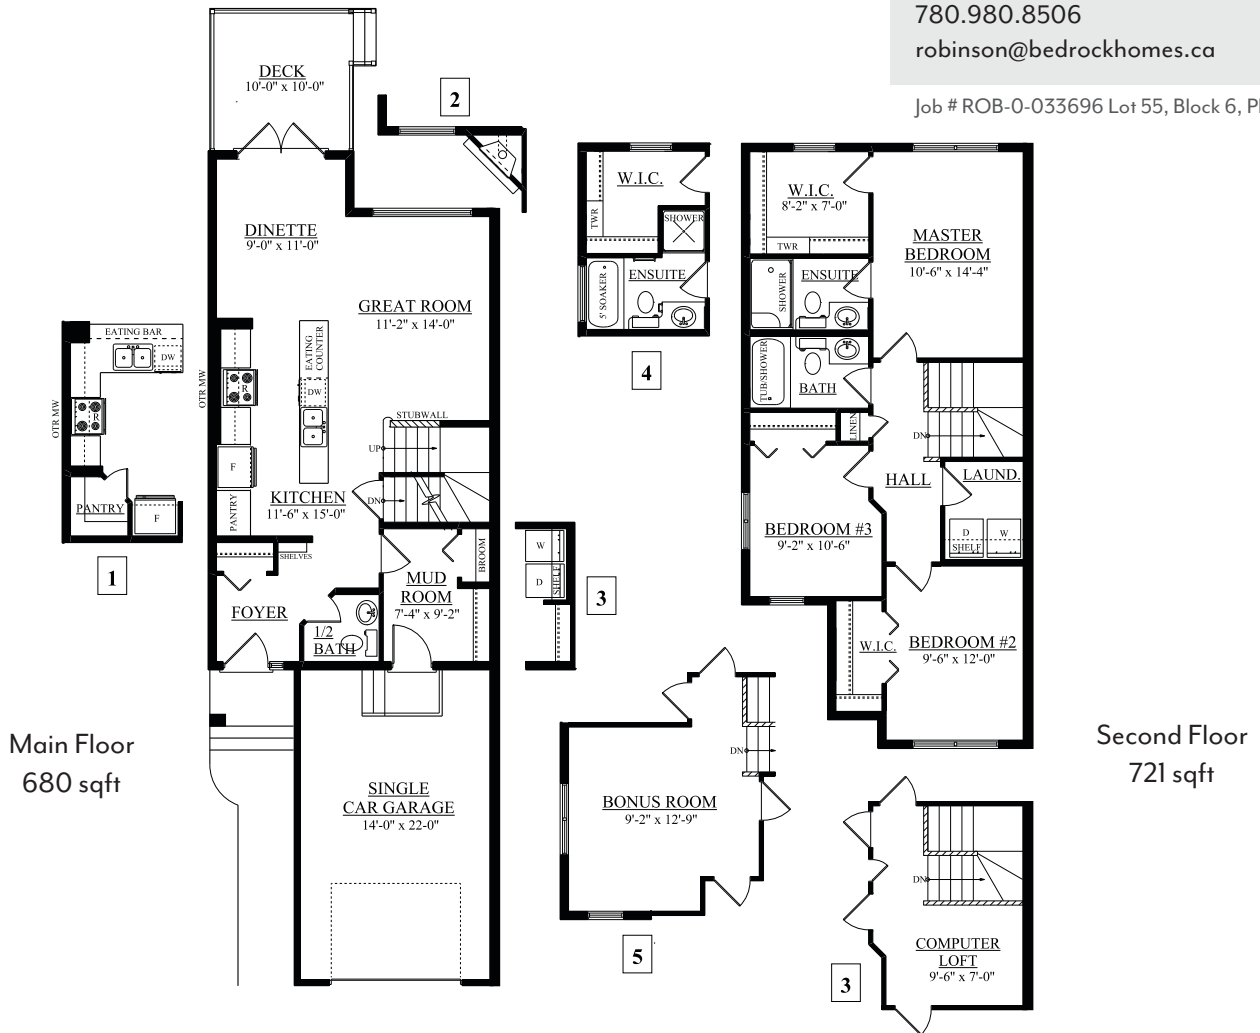 780.980.8506
robinson@bedrockhomes.ca
Job # ROB-0-033696 Lot 55, Block 6,
DECK
10'-0" x 10'-0"
2
DINETTE
9'-0" x 11'-0"
GREAT ROOM
11'-2" x 14'-0"
EATING BAR
DW
OTR MW
R
PANTRY
F
1
OTR MW
R
EATING
COUNTER
DW
F
PANTRY
STUBWALL
UP
DN
KITCHEN
11'-6" x 15'-0"
SHELVES
FOYER
1/2
BATH
MUD
ROOM
7'-4" x 9'-2"
BROOM
W
D
SHELF
3
SINGLE
CAR GARAGE
14'-0" x 22-0"
Main Floor
680 sqft
W.I.C.
TWR
SHOWER
ENSUITE
5' SOAKER
4
W.I.C.
8'-2" x 7'-0"
TWR
MASTER
BEDROOM
10'-6" x 14'-4"
ENSUITE
SHOWER
TUB/SHOWER
BATH
LINEN
DN
HALL
LAUND.
D
W
SHELF
BEDROOM #3
9'-2" x 10'-6"
W.I.C.
BEDROOM #2
9'-6" x 12'-0"
Second Floor
721 sqft
DN
BONUS ROOM
9'-2" x 12'-9"
5
DN
COMPUTER
LOFT
9'-6" x 7'-0"
3